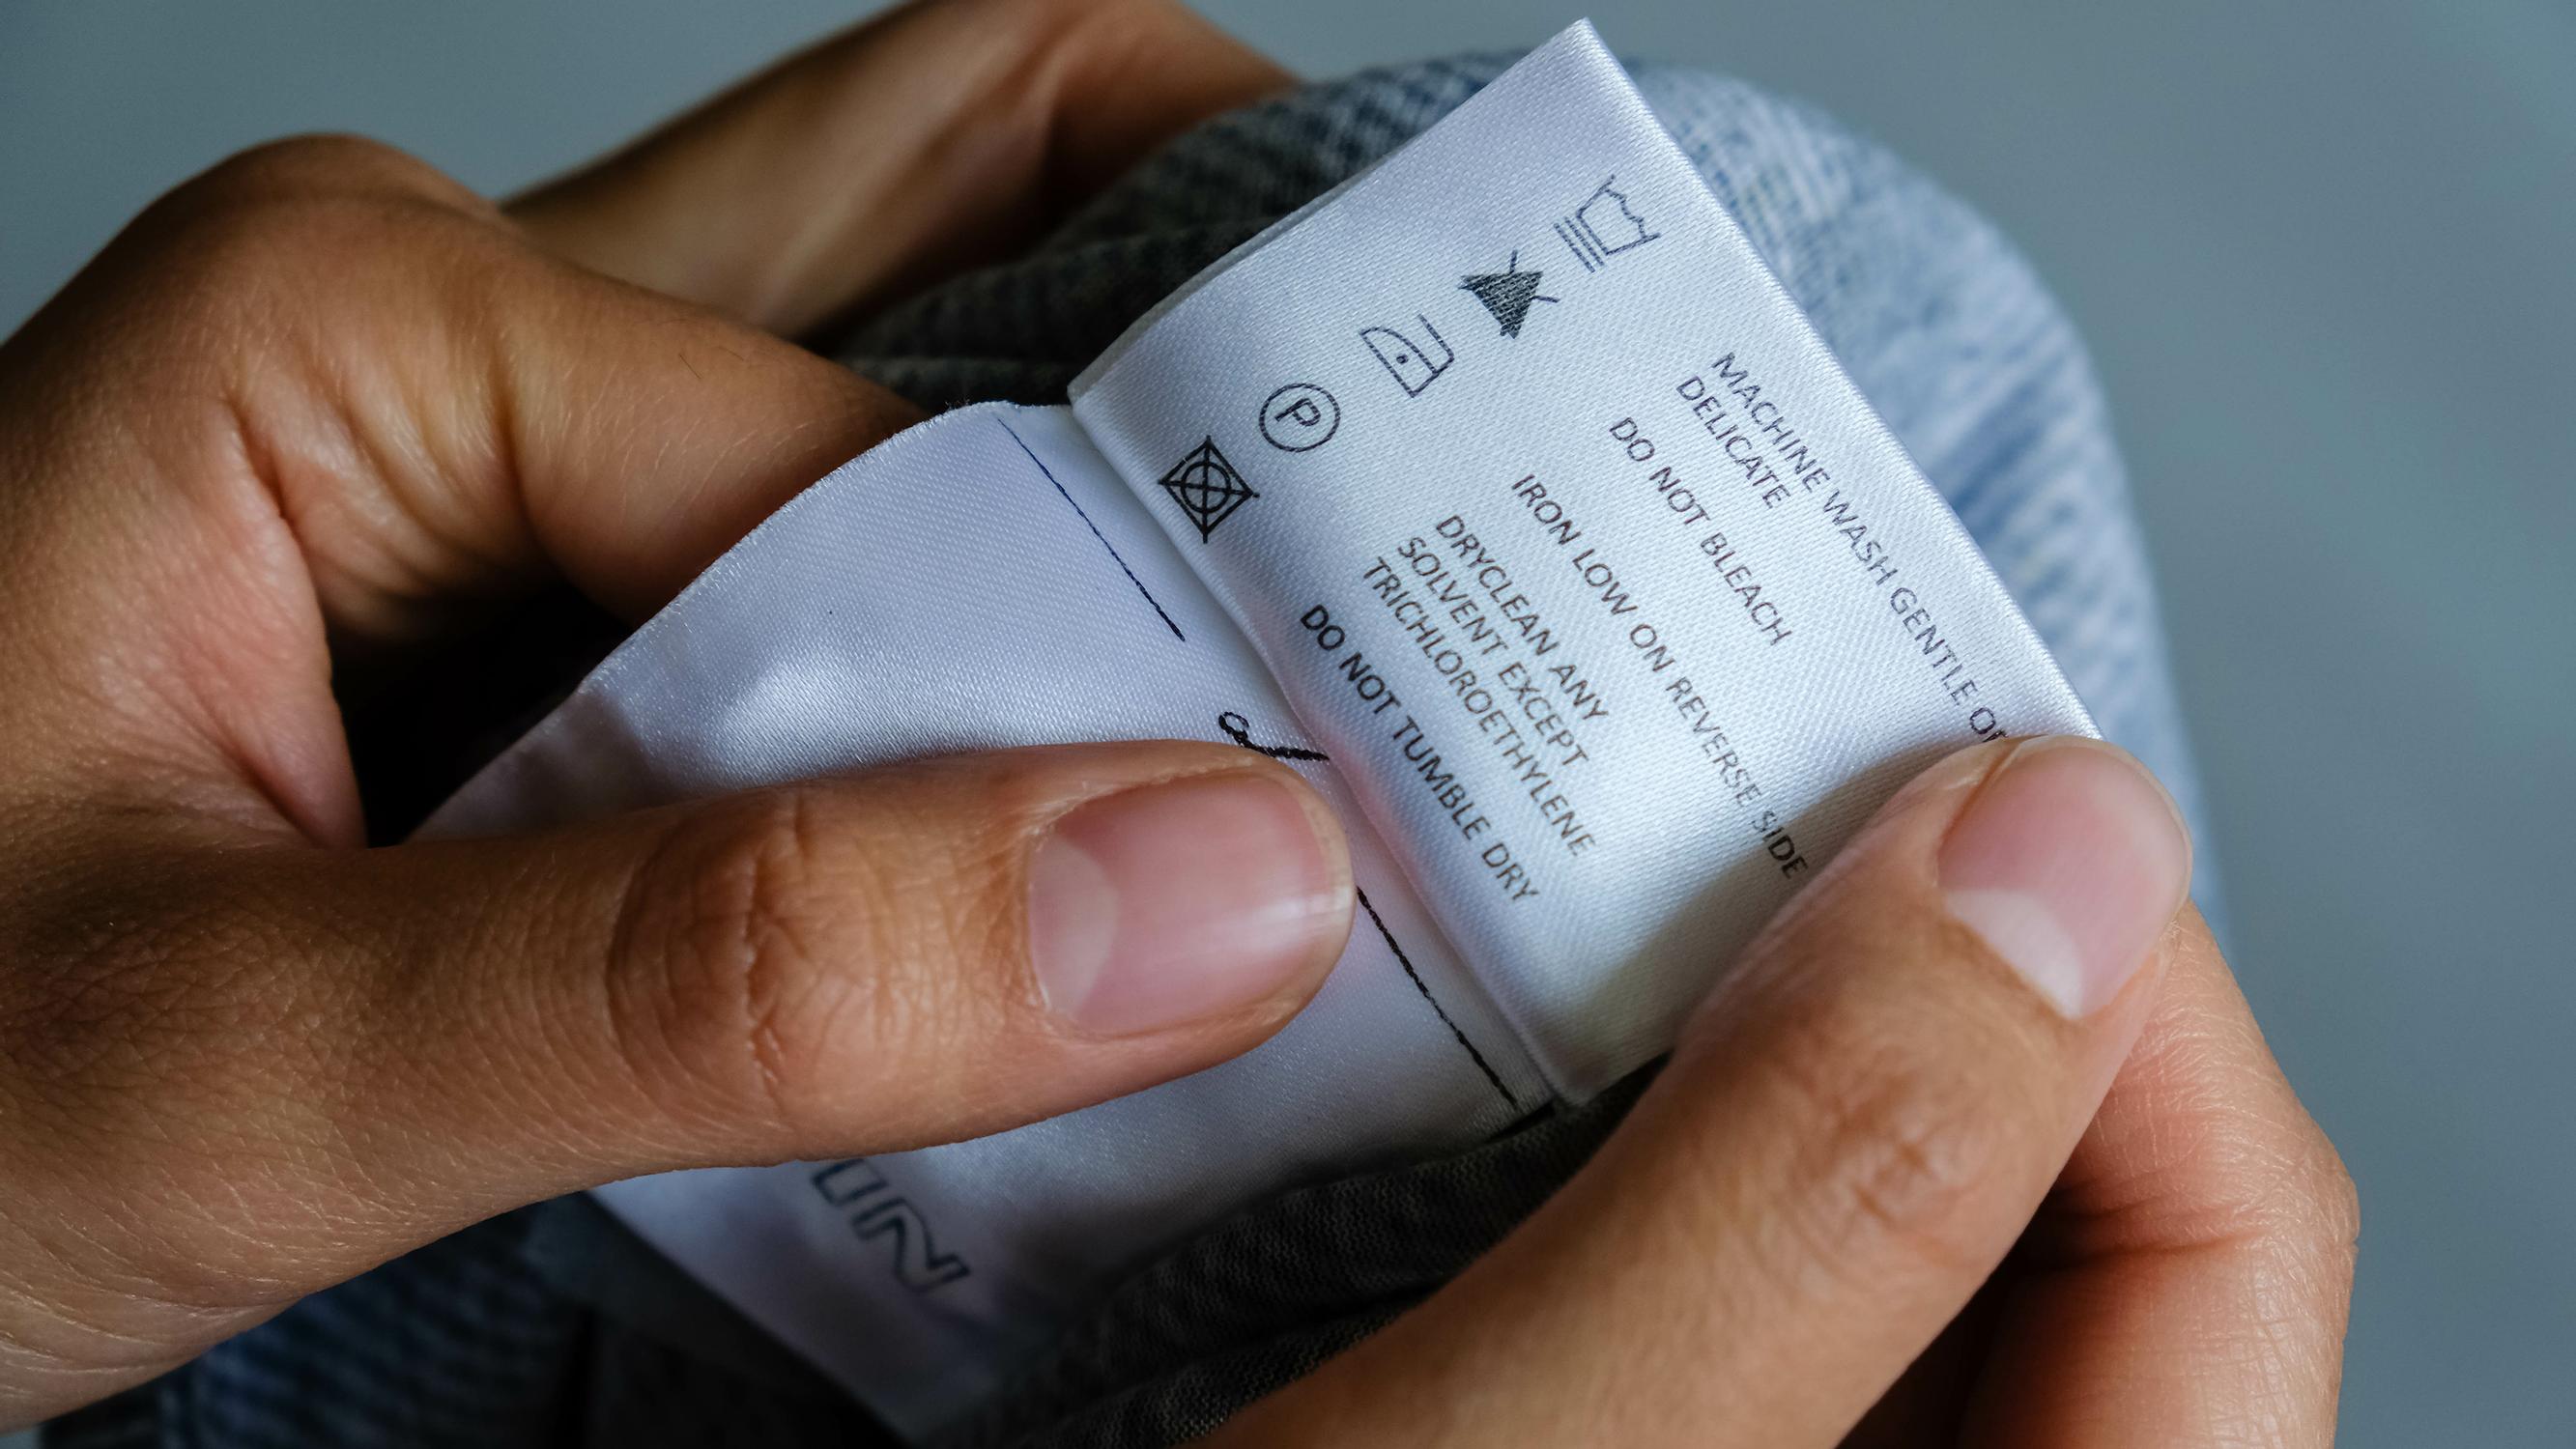 MACHINE WASH GENTLE OR
DELICATE
DO NOT BLEACH
IRON LOW ON REVERSE SIDE
P
DRYCLEAN ANY
SOLVENT EXCEPT
TRICHLOROETHYLENE
DO NOT TUMBLE DRY